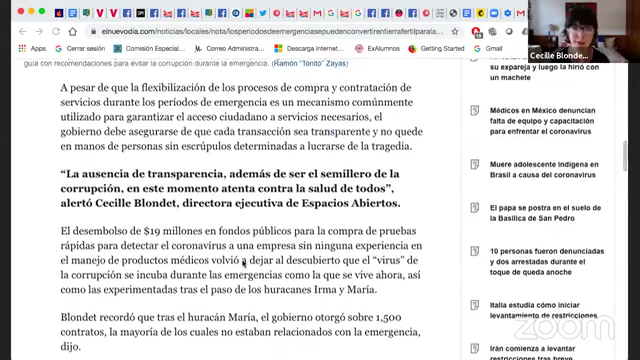 elnuevodia.com/noticias/locales/nota/losperiodosdeemergenciasepuedenconvertirentierrafertilparala
Apps
Cerrar sesión
Comisión Especial...
Correo Administra...
Descarga Internet...
ExAlumnos
Getting Started
Gmail
Other Bookmarks
guía con recomendaciones para evitar la corrupción durante la emergencia. (Ramón "Tonito" Zayas)
A pesar de que la flexibilización de los procesos de compra y contratación de
servicios durante los períodos de emergencia es un mecanismo comúnmente
utilizado para garantizar el acceso ciudadano a servicios necesarios, el
gobierno debe asegurarse de que cada transacción sea transparente y no quede
en manos de personas sin escrúpulos determinadas a lucrarse de la tragedia.
“La ausencia de transparencia, además de ser el semillero de la
corrupción, en este momento atenta contra la salud de todos”,
alertó Cecille Blondet, directora ejecutiva de Espacios Abiertos.
El desembolso de $19 millones en fondos públicos para la compra de pruebas
rápidas para detectar el coronavirus a una empresa sin ninguna experiencia en
el manejo de productos médicos volvió a dejar al descubierto que el “virus” de
la corrupción se incuba durante las emergencias como la que se vive ahora, así
como las experimentadas tras el paso de los huracanes Irma y María.
Blondet recordó que tras el huracán María, el gobierno otorgó sobre 1,500
contratos, la mayoría de los cuales no estaban relacionados con la emergencia,
dijo.
su expareja y luego la hirió con
un machete
Médicos en México denuncian
falta de equipo y capacitación
para enfrentar el coronavirus
Muere adolescente indígena en
Brasil a causa del coronavirus
El papa se postra en el suelo de
la Basílica de San Pedro
10 personas fueron denunciadas
y dos arrestadas durante el
toque de queda anoche
Italia estudia cómo iniciar
levantamiento de restricciones
Irán comienza a levantar
restricciones tras breve
Cecille Blonde...
zoom